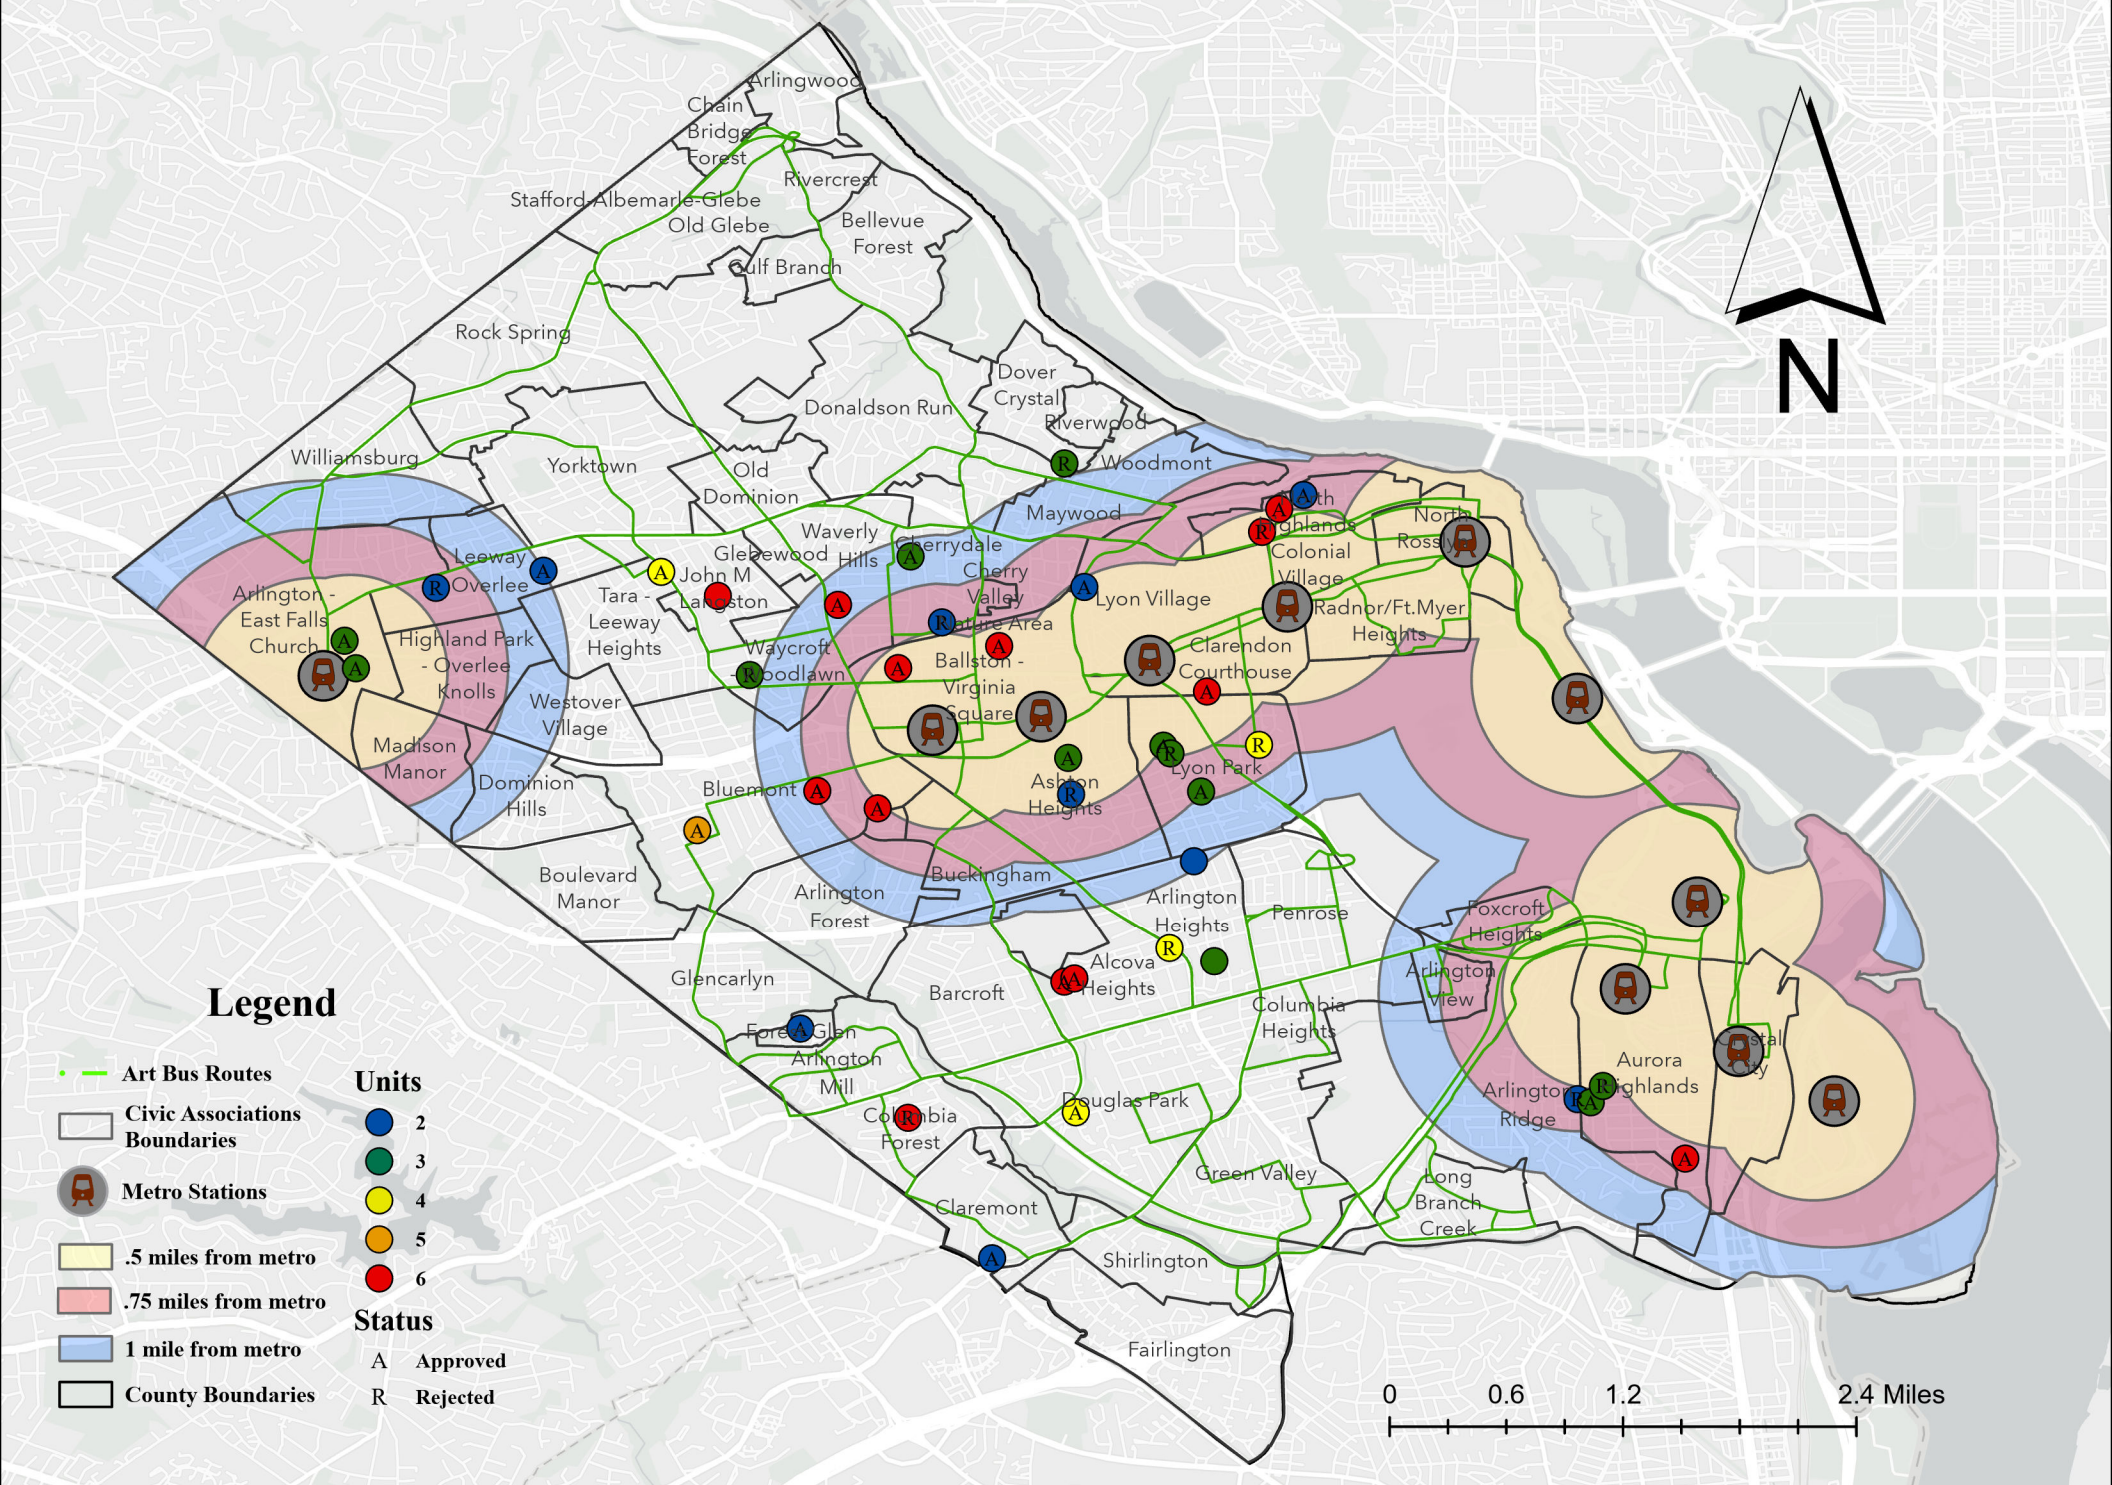 Arlingwood
Chain
Bridge
Forest
Rivercrest
Stafford-Albemarle-Glebe
Old Glebe
Bellevue
Forest
Gulf Branch
Rock Spring
Dover
Crystal
Donaldson Run
Riverwood
Williamsburg
Yorktown
Old
Dominion
R
Woodmont
N
Maywood
A
North
Highlands
A
R
North
Rosslyn
Waverly
Hills
Glebewood
Cherrydale
A
Colonial
Village
Leeway
Overlee
R
A
A
John M
Langston
Cherry
Valley
Nature Area
R
A
A
Lyon Village
Radnor/Ft.Myer
Heights
Arlington -
East Falls
Church
A
A
Highland Park
- Overlee
Knolls
Tara -
Leeway
Heights
Waycroft
- Woodlawn
R
A
A
Ballston -
Virginia
Square
Clarendon
Courthouse
A
Westover
Village
Madison
Manor
Dominion
Hills
Bluemont
A
A
A
A
Ashton
Heights
R
A
R
Lyon Park
A
R
Boulevard
Manor
Arlington
Forest
Buckingham
Arlington
Heights
Penrose
Foxcroft
Heights
R
Glencarlyn
Barcroft
A
A
Alcova
Heights
Arlington
View
Columbia
Heights
Forest Glen
A
Arlington
Mill
Crystal
City
Aurora
Highlands
Arlington
Ridge
R
A
R
A
Columbia
Forest
R
Douglas Park
A
Green Valley
Long
Branch
Creek
Claremont
A
Shirlington
Fairlington
Legend
Art Bus Routes
Civic Associations
Boundaries
Metro Stations
.5 miles from metro
.75 miles from metro
1 mile from metro
County Boundaries
Units
2
3
4
5
6
Status
A Approved
R Rejected
0 0.6 1.2 2.4 Miles